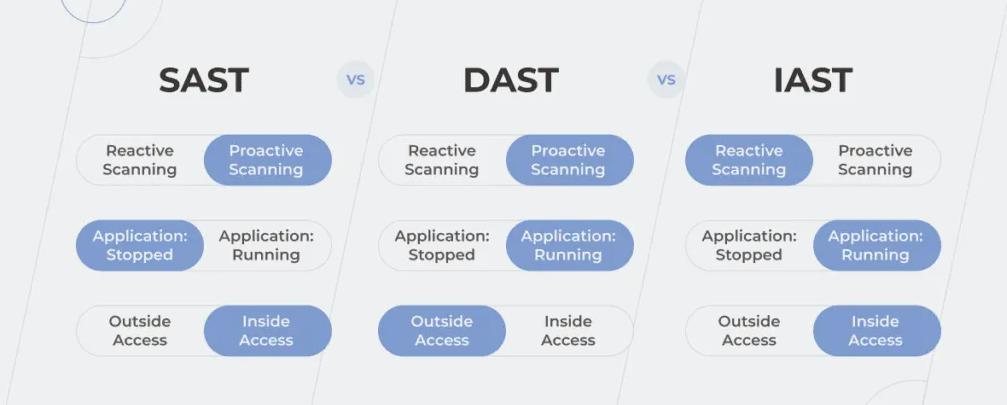 SAST
VS
DAST
VS
IAST
Reactive
Scanning
Proactive
Scanning
Reactive
Scanning
Proactive
Scanning
Reactive
Scanning
Proactive
Scanning
Application:
Stopped
Application:
Running
Application:
Stopped
Application:
Running
Application:
Stopped
Application:
Running
Outside
Access
Inside
Access
Outside
Access
Inside
Access
Outside
Access
Inside
Access